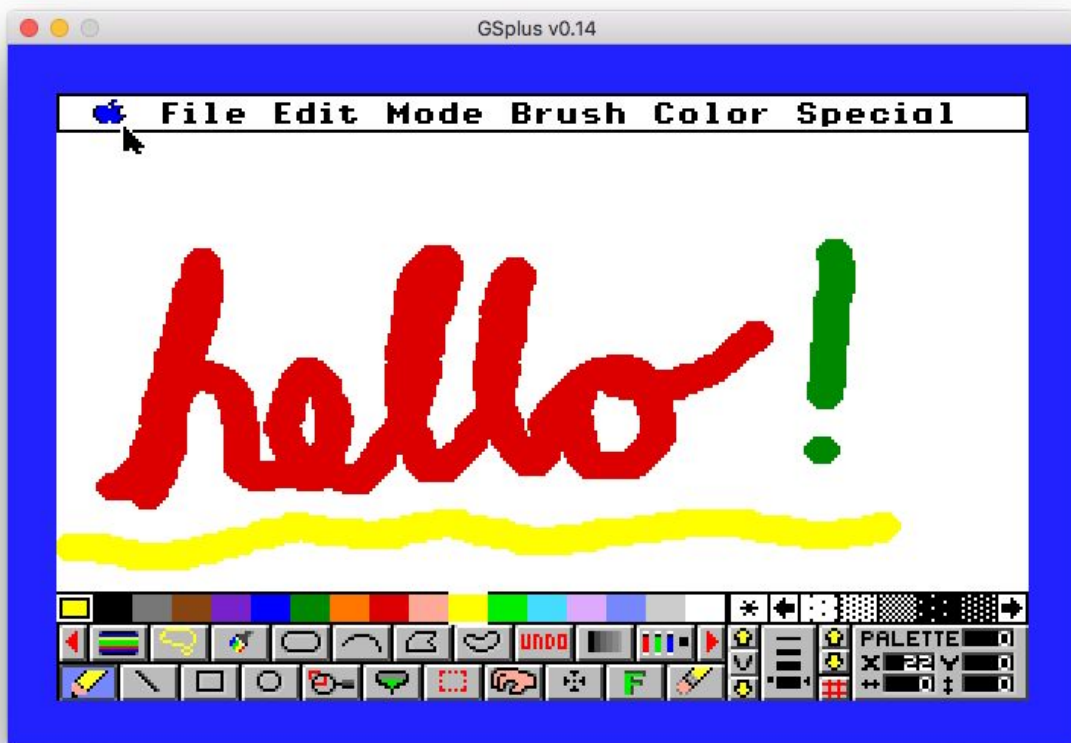 GSplus v0.14
File Edit Mode Brush Color Special
hello!
UNDO
PALETTE 0
X 22 Y 0
0 0
F